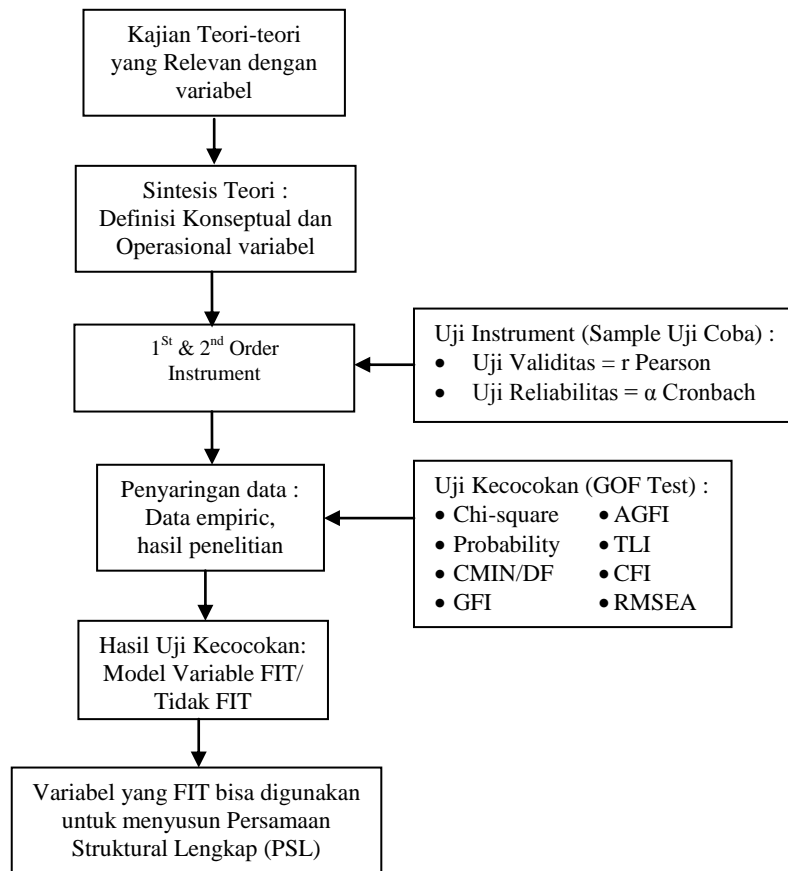 Kajian Teori-teori
yang Relevan dengan
variabel
Sintesis Teori :
Definisi Konseptual dan
Operasional variabel
1St & 2nd Order
Instrument
Uji Instrument (Sample Uji Coba) :
• Uji Validitas = r Pearson
• Uji Reliabilitas = α Cronbach
Penyaringan data :
Data empiric,
hasil penelitian
Uji Kecocokan (GOF Test) :
• Chi-square • AGFI
• Probability • TLI
• CMIN/DF • CFI
• GFI • RMSEA
Hasil Uji Kecocokan:
Model Variable FIT/
Tidak FIT
Variabel yang FIT bisa digunakan
untuk menyusun Persamaan
Struktural Lengkap (PSL)